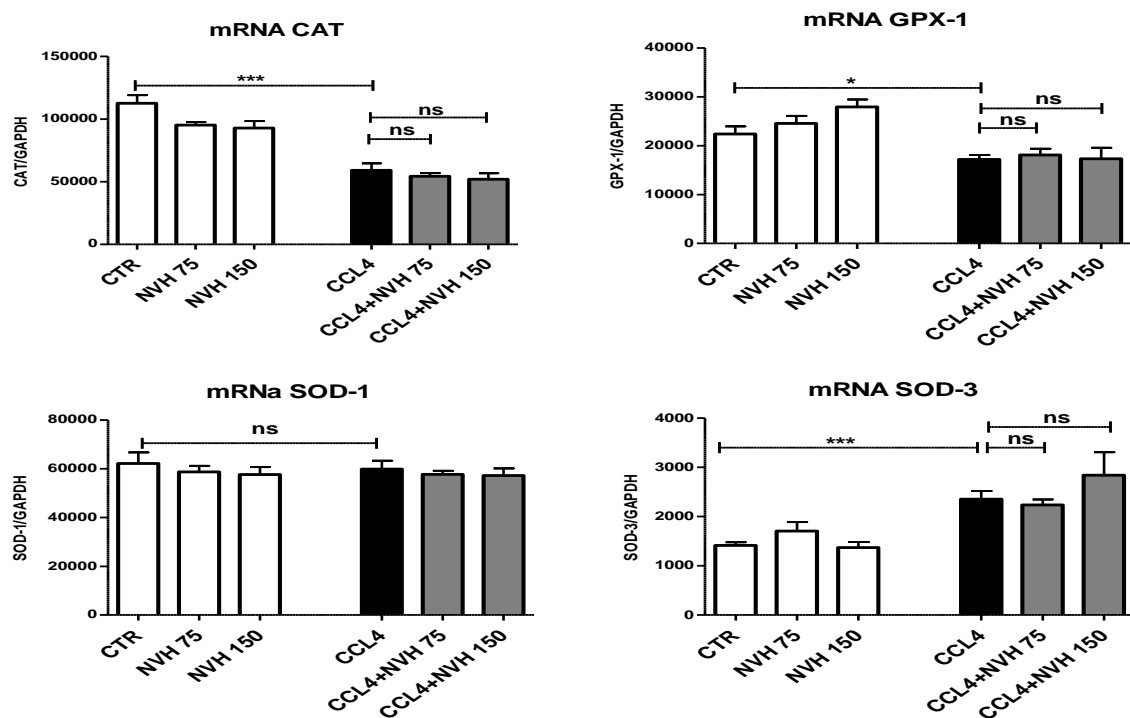 mRNA CAT
150000
100000
50000
0
CAT/GAPDH
***
ns
ns
CTR
NVH 75
NVH 150
CCL4
CCL4+NVH 75
CCL4+NVH 150
mRNA GPX-1
40000
30000
20000
10000
0
GPX-1/GAPDH
*
ns
ns
CTR
NVH 75
NVH 150
CCL4
CCL4+NVH 75
CCL4+NVH 150
mRNa SOD-1
80000
60000
40000
20000
0
SOD-1/GAPDH
ns
CTR
NVH 75
NVH 150
CCL4
CCL4+NVH 75
CCL4+NVH 150
mRNA SOD-3
4000
3000
2000
1000
0
SOD-3/GAPDH
***
ns
ns
CTR
NVH 75
NVH 150
CCL4
CCL4+NVH 75
CCL4+NVH 150